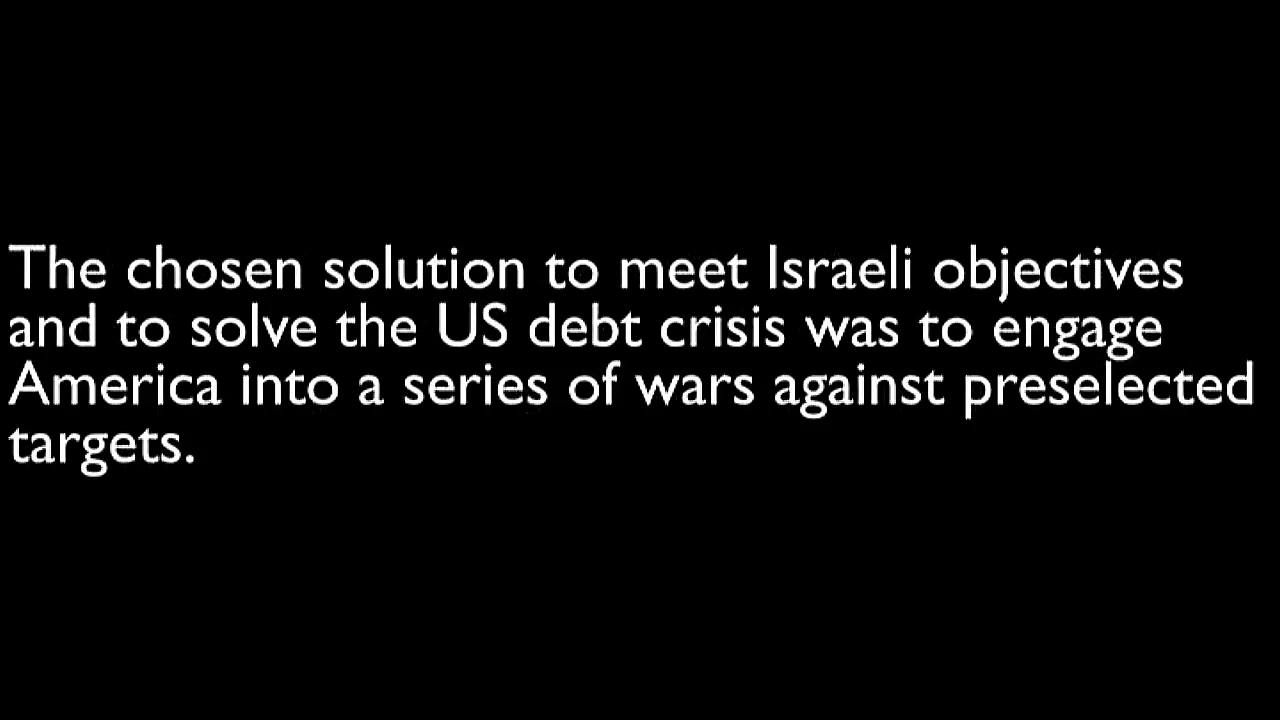 The chosen solution to meet Israeli objectives
and to solve the US debt crisis was to engage
America into a series of wars against preselected
targets.